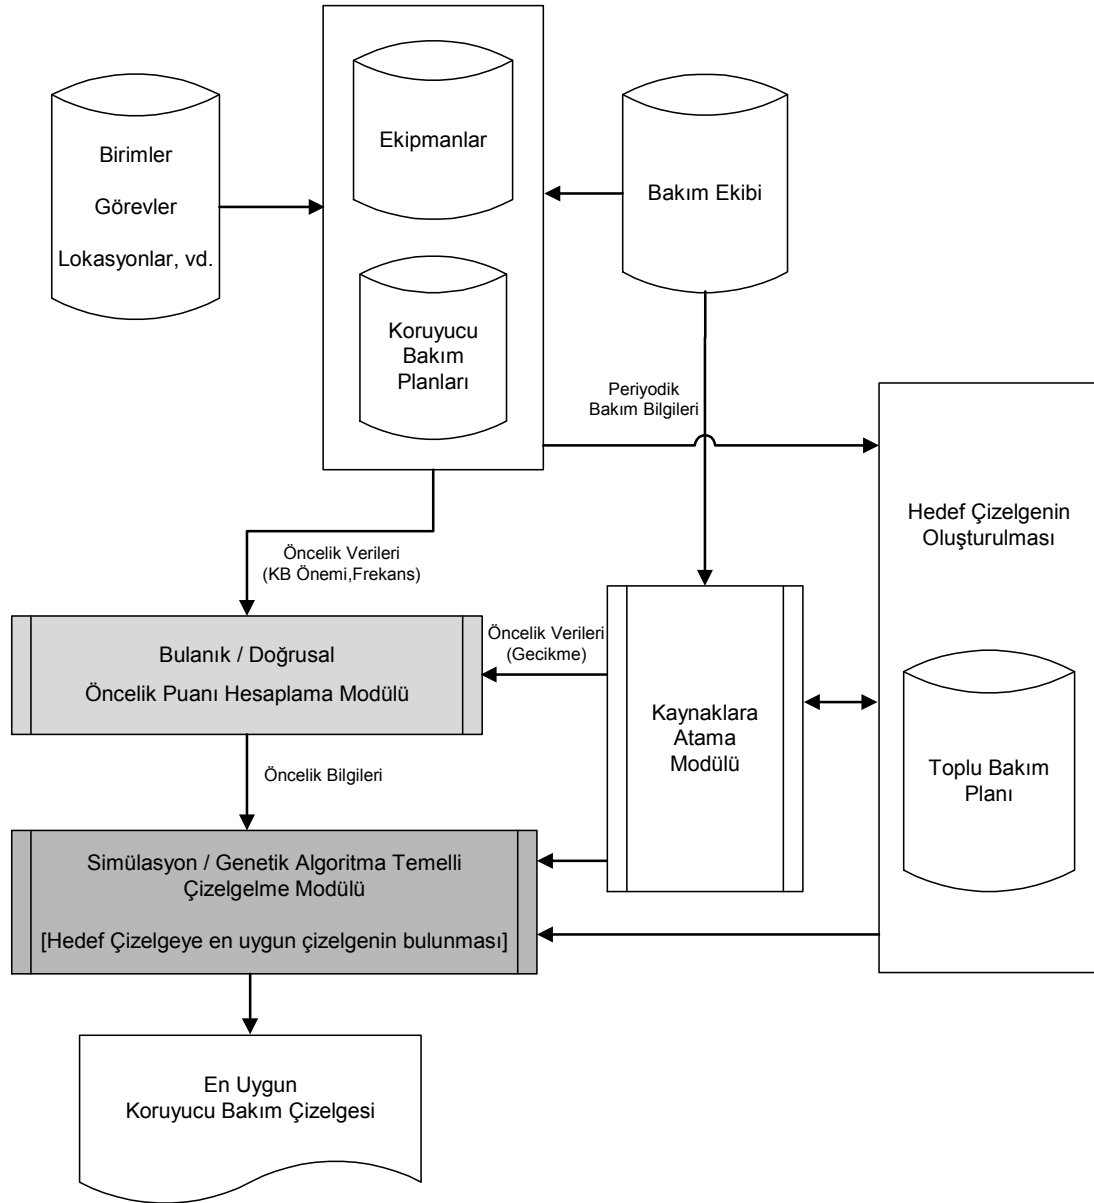 Birimler
Görevler
Lokasyonlar, vd.
Ekipmanlar
Bakım Ekibi
Koruyucu
Bakım
Planları
Periyodik
Bakım Bilgileri
Hedef Çizelgenin
Oluşturulması
Öncelik Verileri
(KB Önemi,Frekans)
Bulanık / Doğrusal
Öncelik Puanı Hesaplama Modülü
Öncelik Verileri
(Gecikme)
Kaynaklara
Atama
Modülü
Toplu Bakım
Planı
Öncelik Bilgileri
Simülasyon / Genetik Algoritma Temelli
Çizelgelme Modülü
[Hedef Çizelgeye en uygun çizelgenin bulunması]
En Uygun
Koruyucu Bakım Çizelgesi